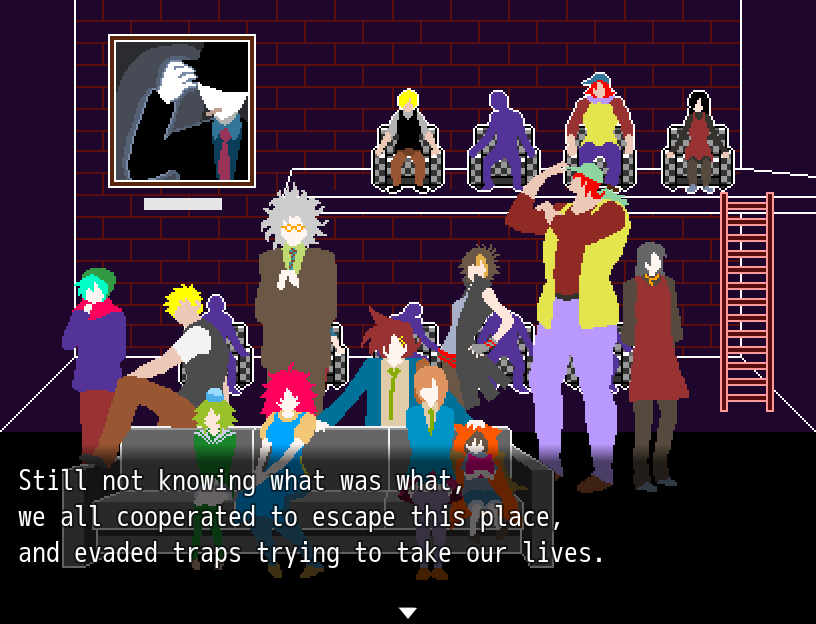 Still not knowing what was what,
we all cooperated to escape this place,
and evaded traps trying to take our lives.